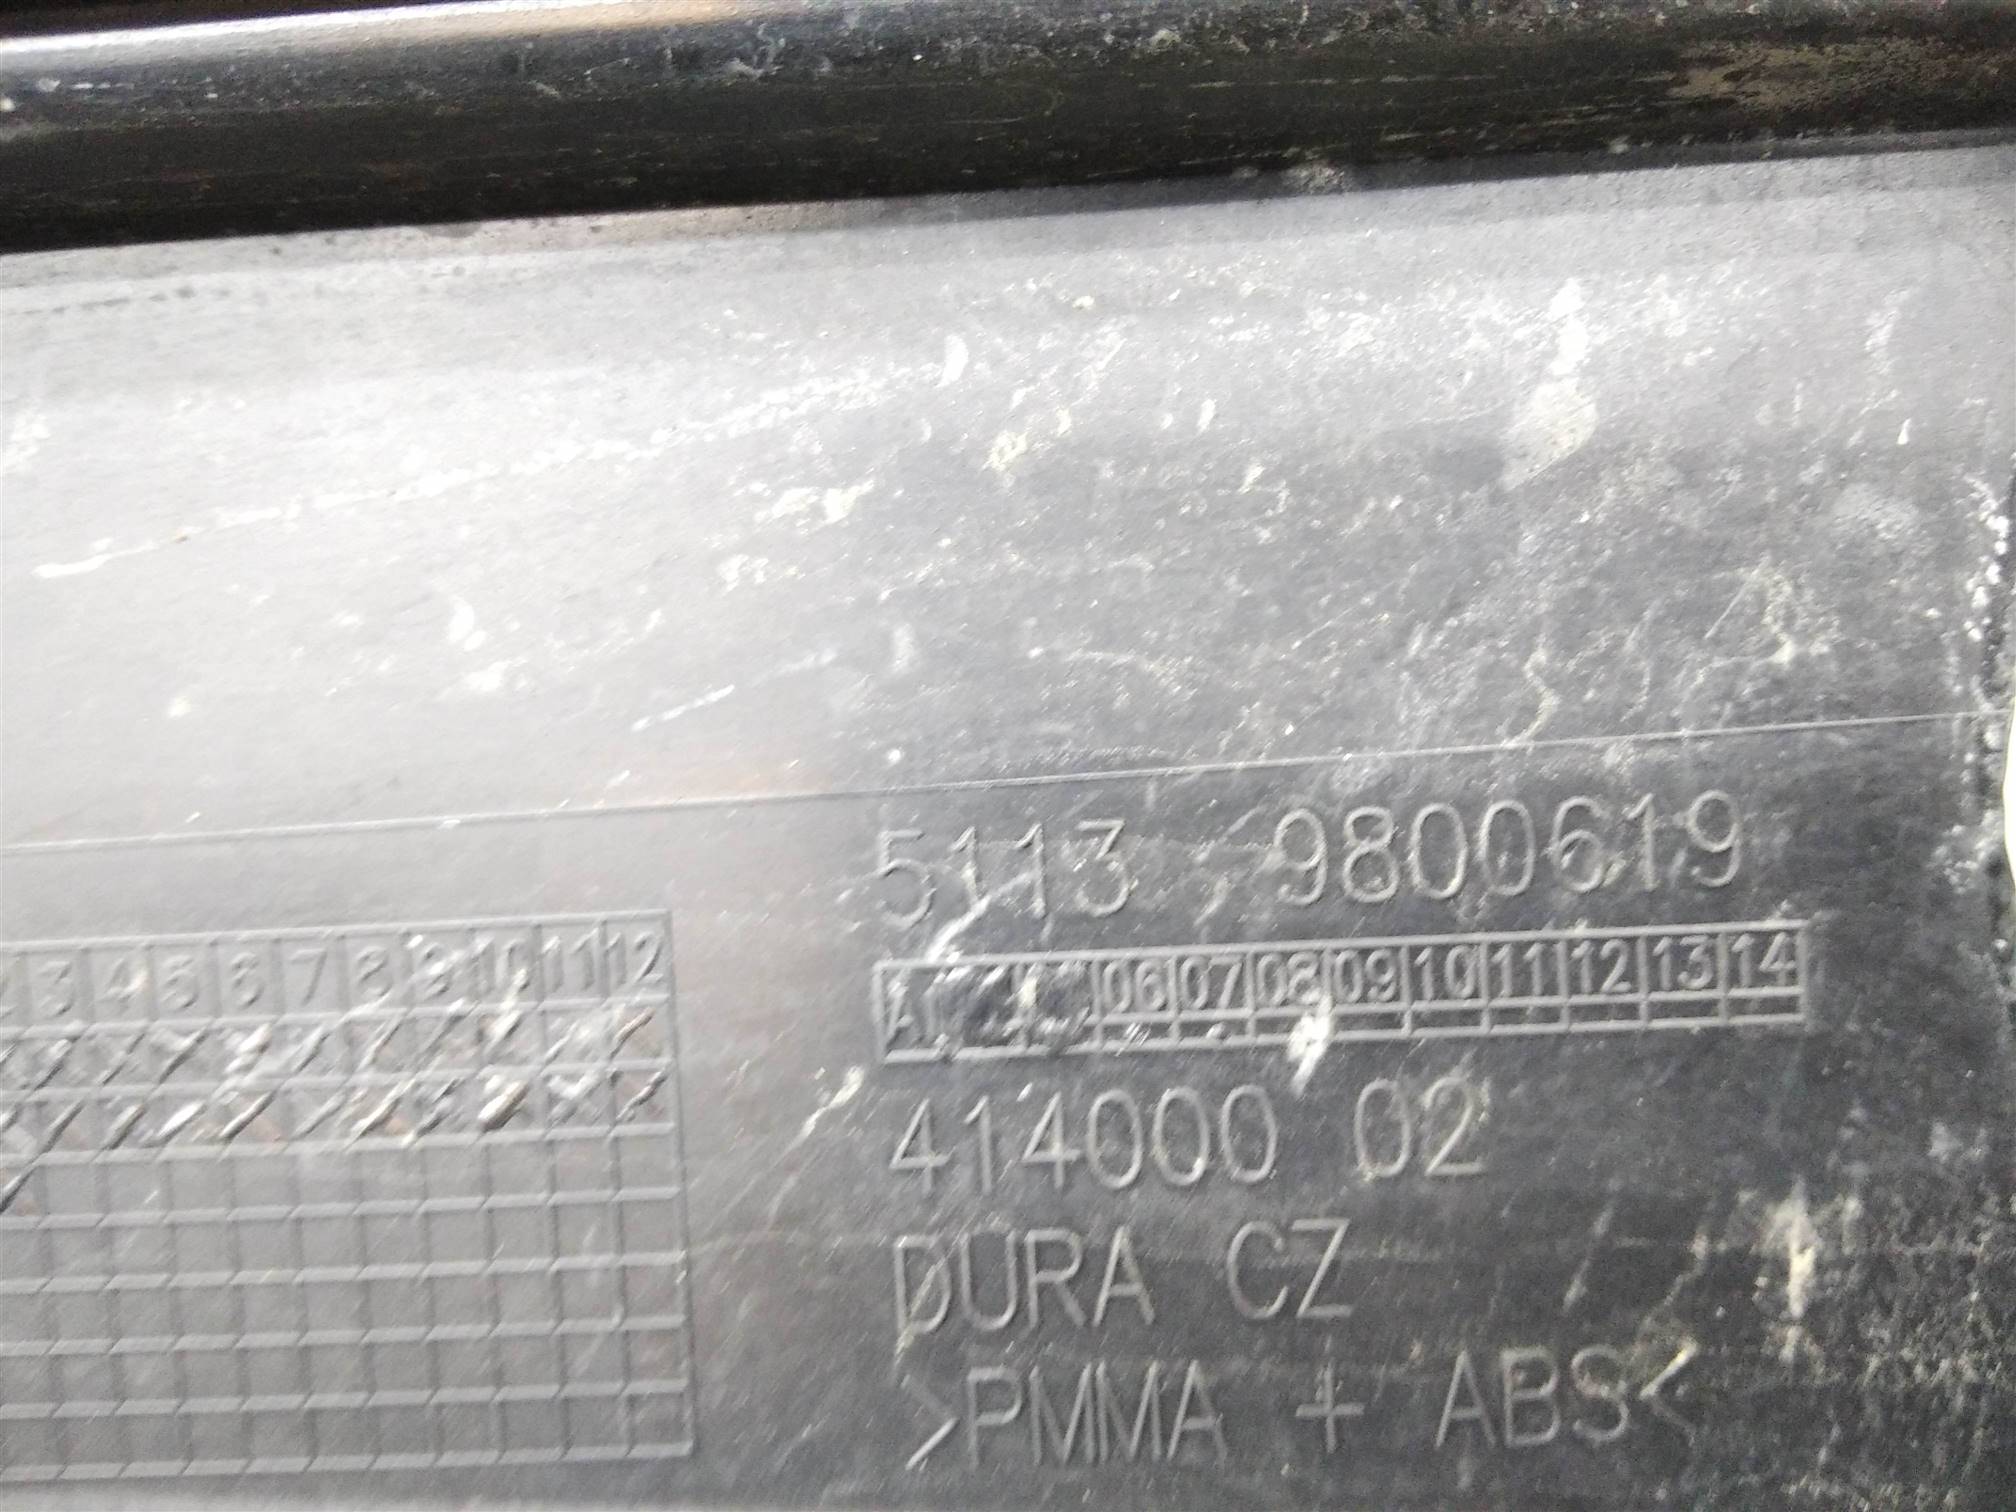 5113 9800619
3 4 5 6 7 8 9 10 11 12
06 07 08 09 10 11 12 13 14
414000 02
DURA CZ
>PMMA + ABS<